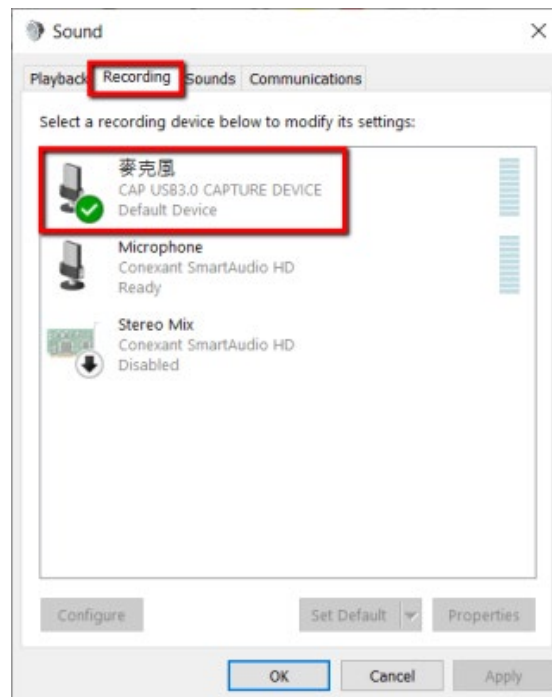 Sound
Playback Recording Sounds Communications
Select a recording device below to modify its settings:
麥克風
CAP USB3.0 CAPTURE DEVICE
Default Device
Microphone
Conexant SmartAudio HD
Ready
Stereo Mix
Conexant SmartAudio HD
Disabled
Configure Set Default Properties
OK Cancel Apply